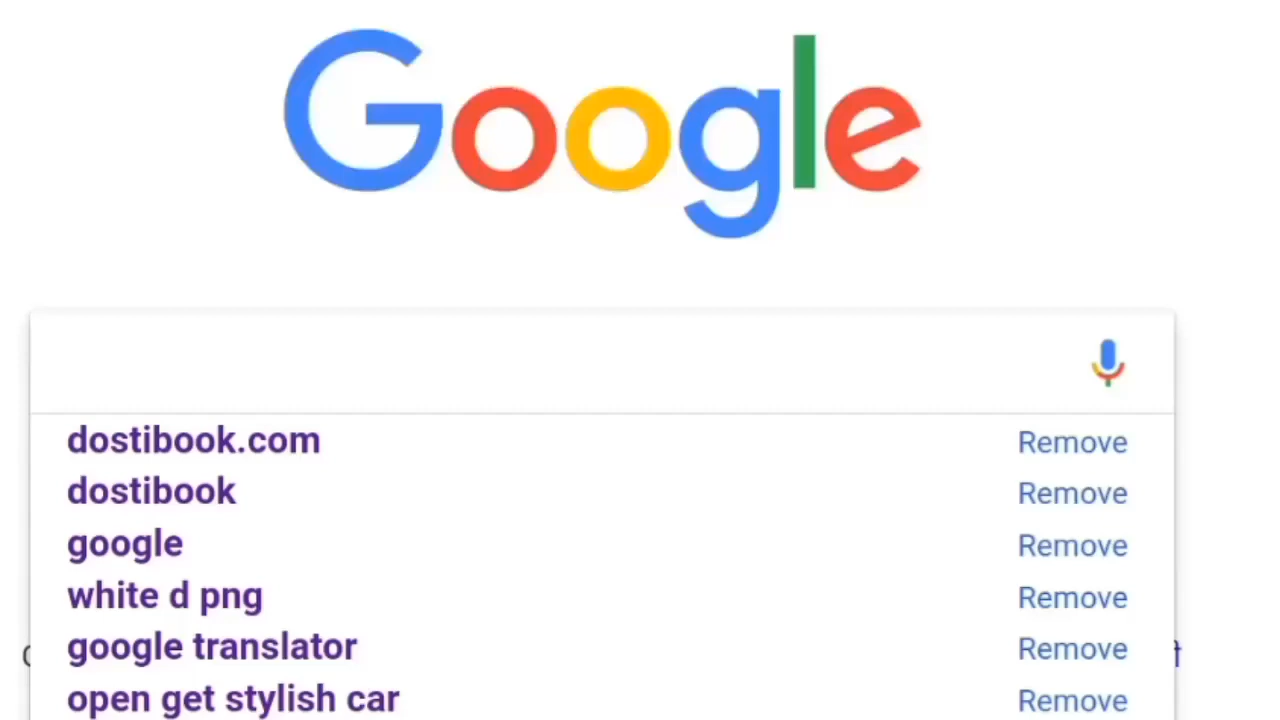 Google
dostibook.com
Remove
dostibook
Remove
google
Remove
white d png
Remove
google translator
Remove
open get stylish car
Remove